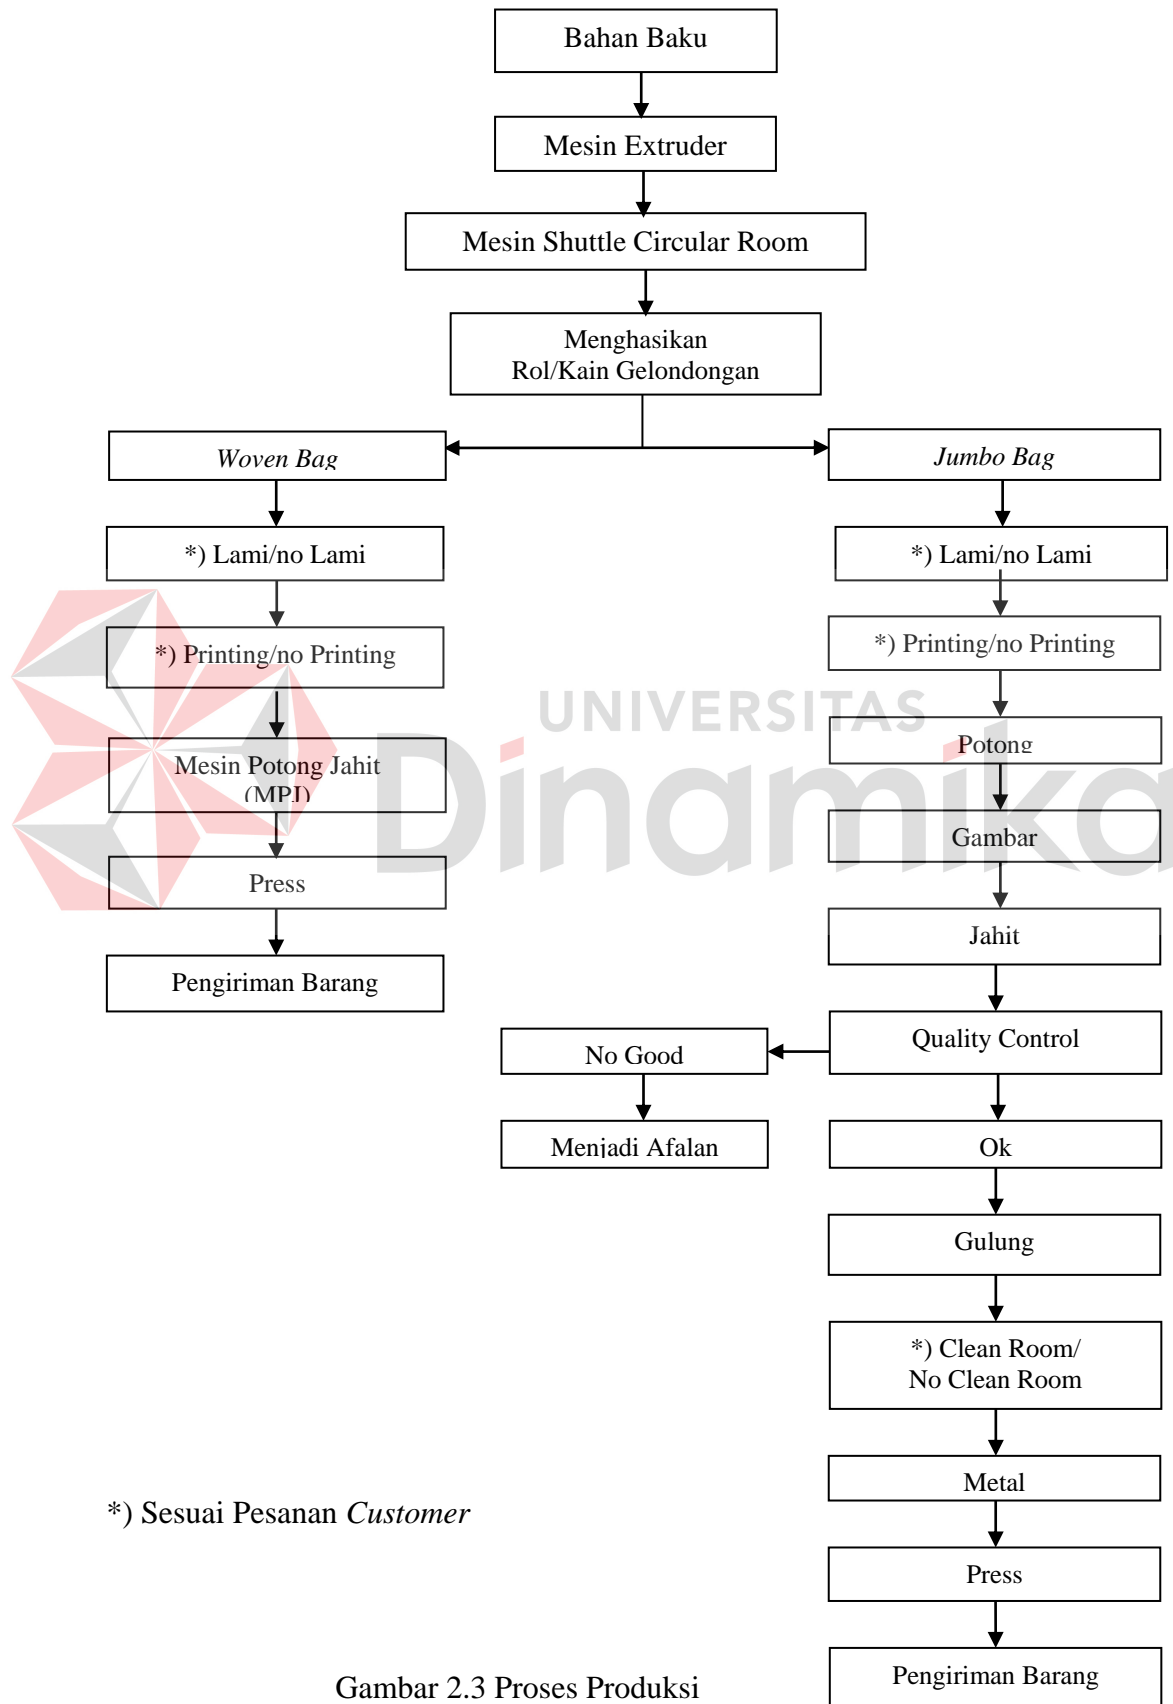 Bahan Baku
Mesin Extruder
Mesin Shuttle Circular Room
Menghasikan
Rol/Kain Gelondongan
Woven Bag
*) Lami/no Lami
*) Printing/no Printing
Mesin Potong Jahit
(MPJ)
Press
Pengiriman Barang
Jumbo Bag
*) Lami/no Lami
*) Printing/no Printing
Potong
Gambar
Jahit
Quality Control
No Good
Menjadi Afalan
Ok
Gulung
*) Clean Room/
No Clean Room
Metal
Press
Pengiriman Barang
*) Sesuai Pesanan Customer
Gambar 2.3 Proses Produksi
UNIVERSITAS
Dinamika